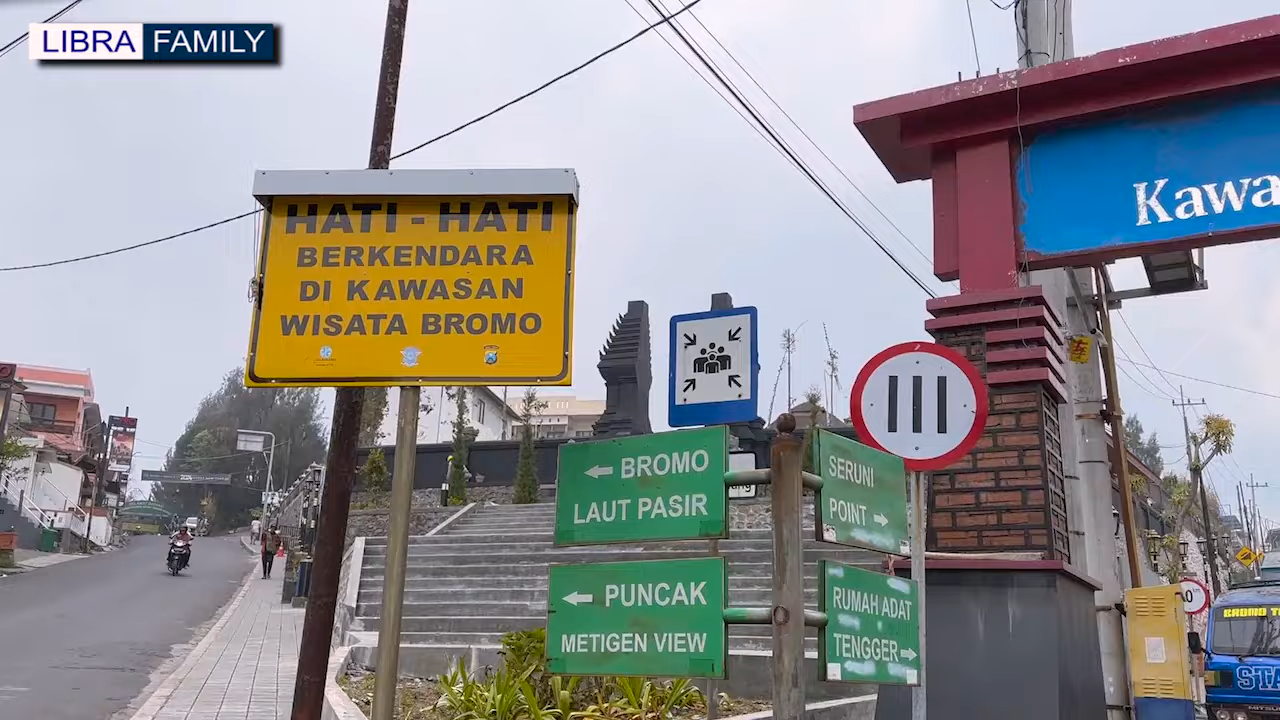 LIBRA FAMILY
HATI - HATI
BERKENDARA
DI KAWASAN
WISATA BROMO
Kawa
BROMO
LAUT PASIR
SERUNI
POINT
PUNCAK
METIGEN VIEW
RUMAH ADAT
TENGGER